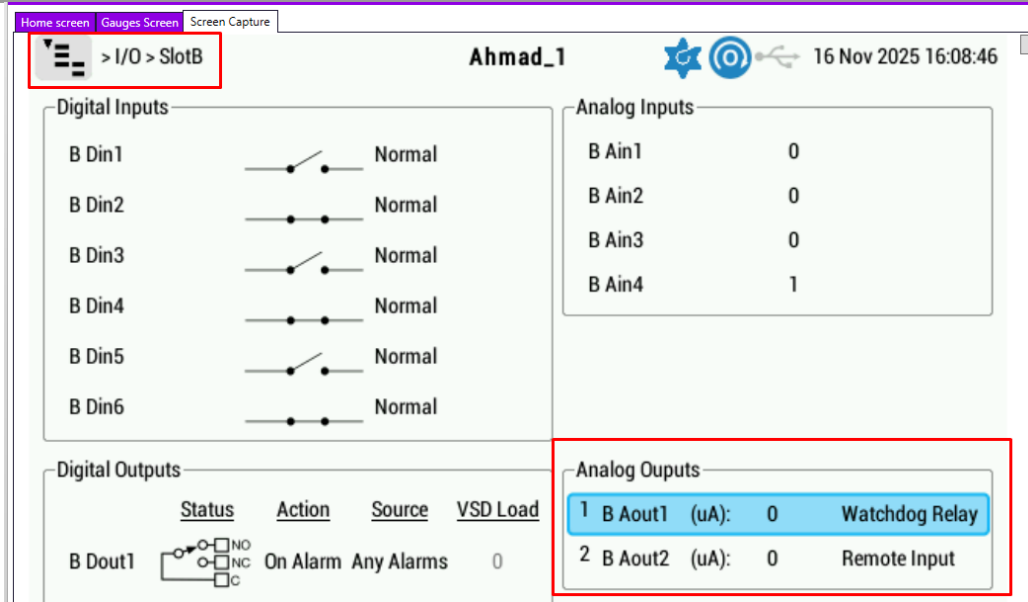 Home screen Gauges Screen Screen Capture
> I/O > SlotB Ahmad_1 16 Nov 2025 16:08:46
Digital Inputs
B Din1 Normal
B Din2 Normal
B Din3 Normal
B Din4 Normal
B Din5 Normal
B Din6 Normal
Analog Inputs
B Ain1 0
B Ain2 0
B Ain3 0
B Ain4 1
Digital Outputs
Status Action Source VSD Load
B Dout1 NO NC C On Alarm Any Alarms 0
Analog Ouputs
1 B Aout1 (uA): 0 Watchdog Relay
2 B Aout2 (uA): 0 Remote Input